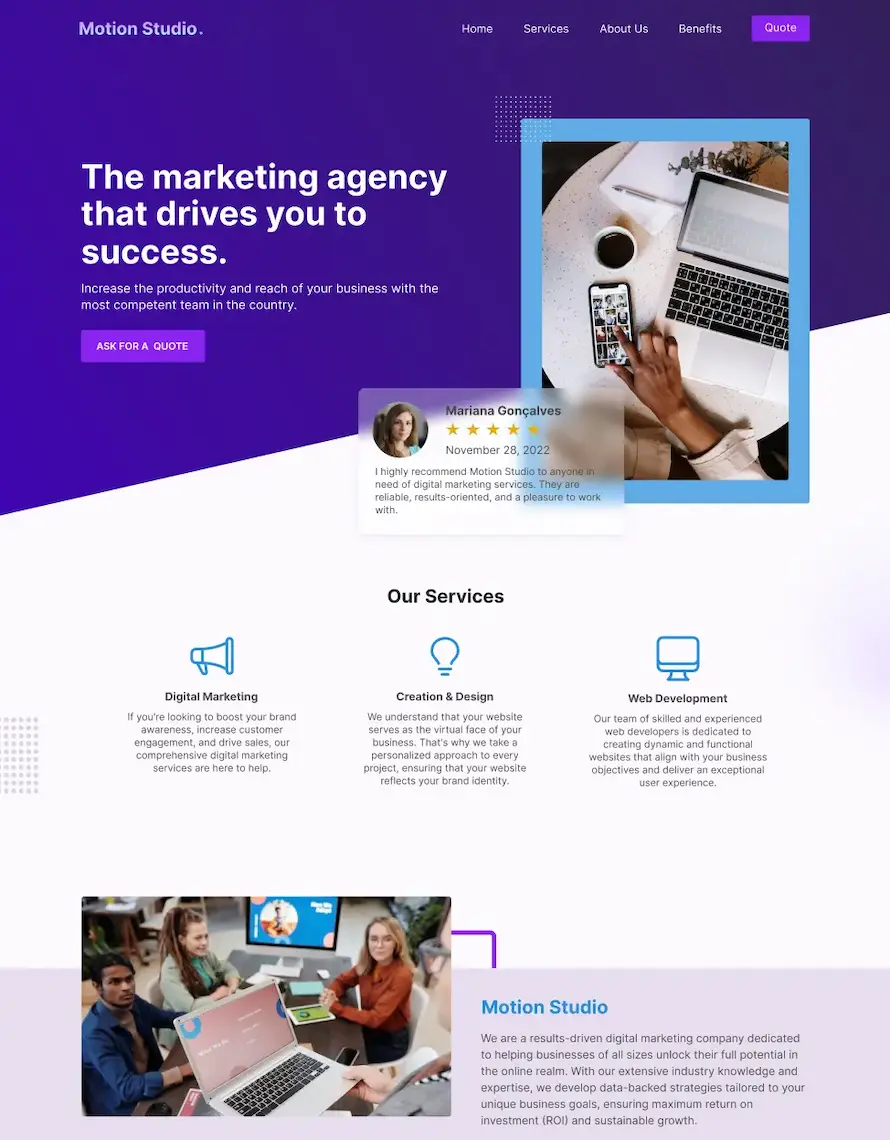 Motion Studio.
Home
Services
About Us
Benefits
Quote
The marketing agency
that drives you to
success.
Increase the productivity and reach of your business with the
most competent team in the country.
ASK FOR A QUOTE
Mariana Gonçalves
November 28, 2022
I highly recommend Motion Studio to anyone in
need of digital marketing services. They are
reliable, results-oriented, and a pleasure to work
with.
Our Services
Digital Marketing
If you're looking to boost your brand
awareness, increase customer
engagement, and drive sales, our
comprehensive digital marketing
services are here to help.
Creation & Design
We understand that your website
serves as the virtual face of your
business. That's why we take a
personalized approach to every
project, ensuring that your website
reflects your brand identity.
Web Development
Our team of skilled and experienced
web developers is dedicated to
creating dynamic and functional
websites that align with your business
objectives and deliver an exceptional
user experience.
Motion Studio
We are a results-driven digital marketing company dedicated
to helping businesses of all sizes unlock their full potential in
the online realm. With our extensive industry knowledge and
expertise, we develop data-backed strategies tailored to your
unique business goals, ensuring maximum return on
investment (ROI) and sustainable growth.